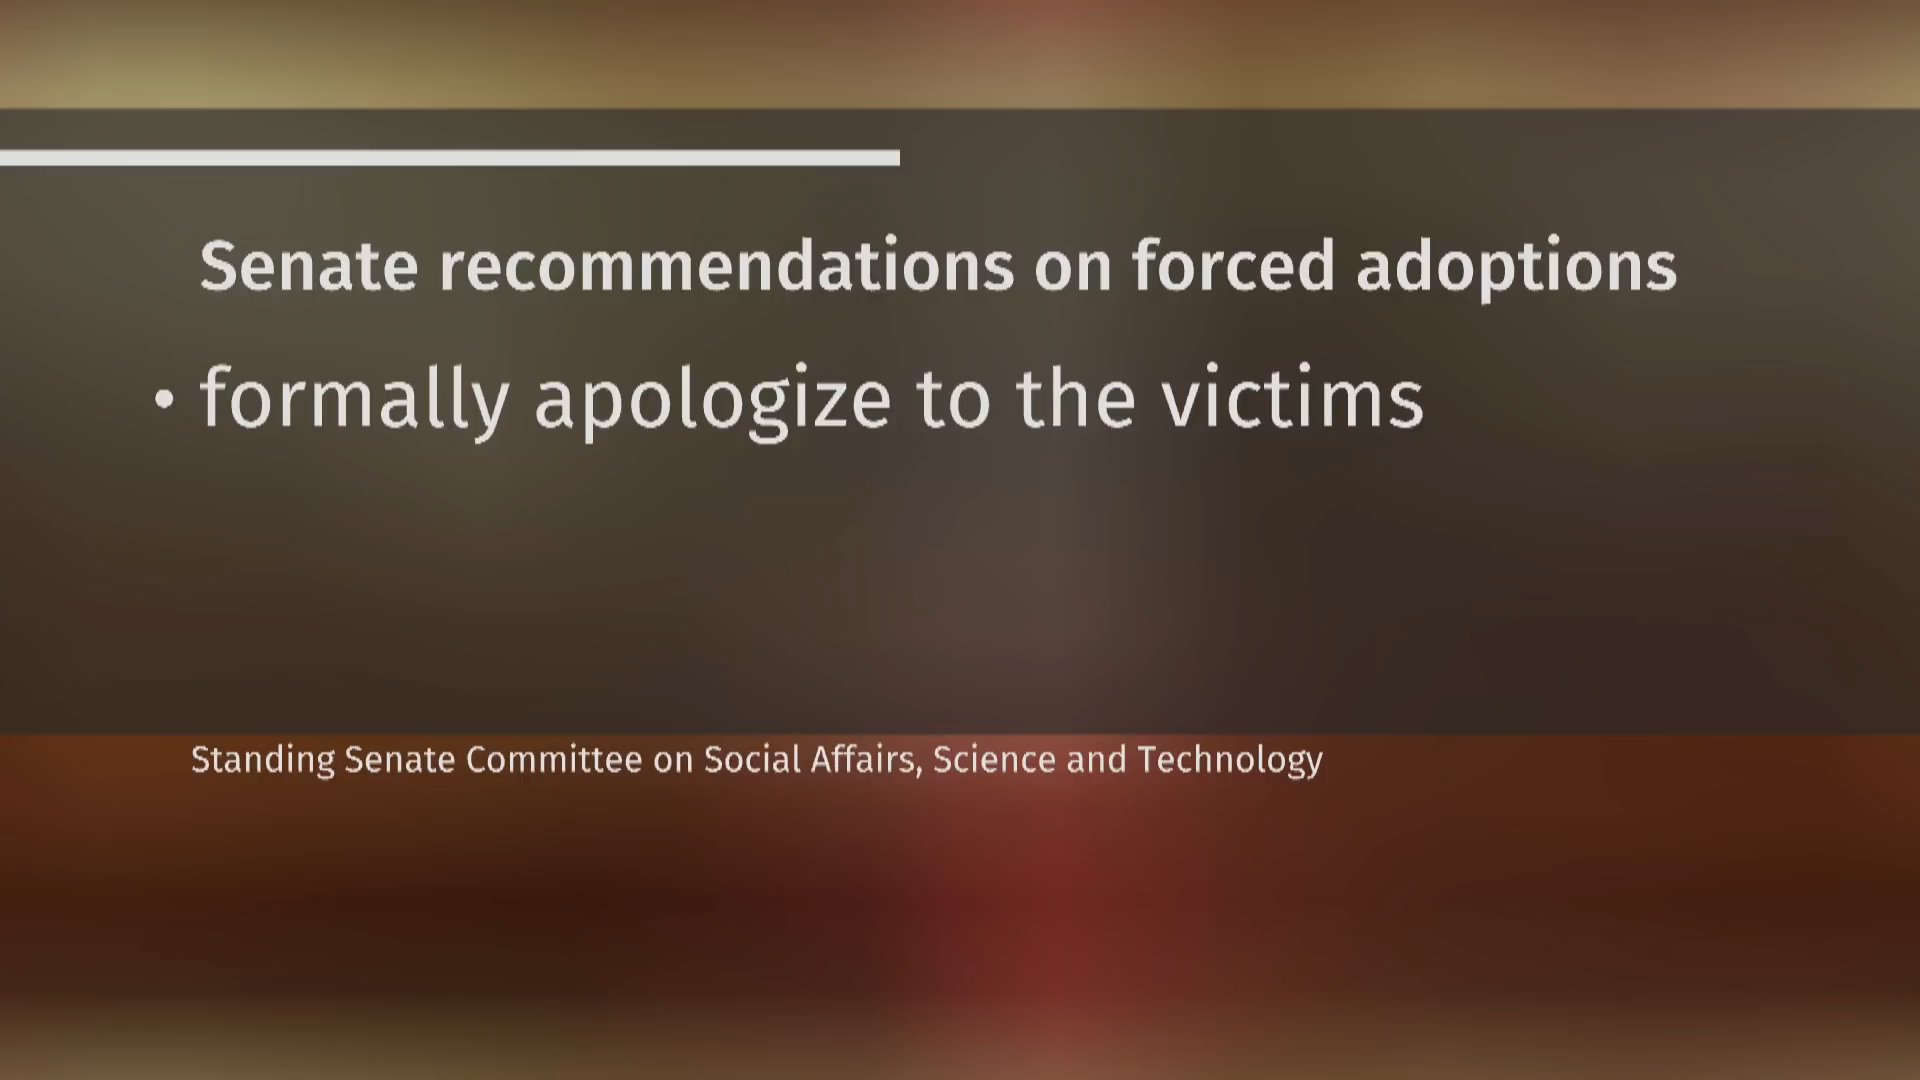 Senate recommendations on forced adoptions
• formally apologize to the victims
Standing Senate Committee on Social Affairs, Science and Technology